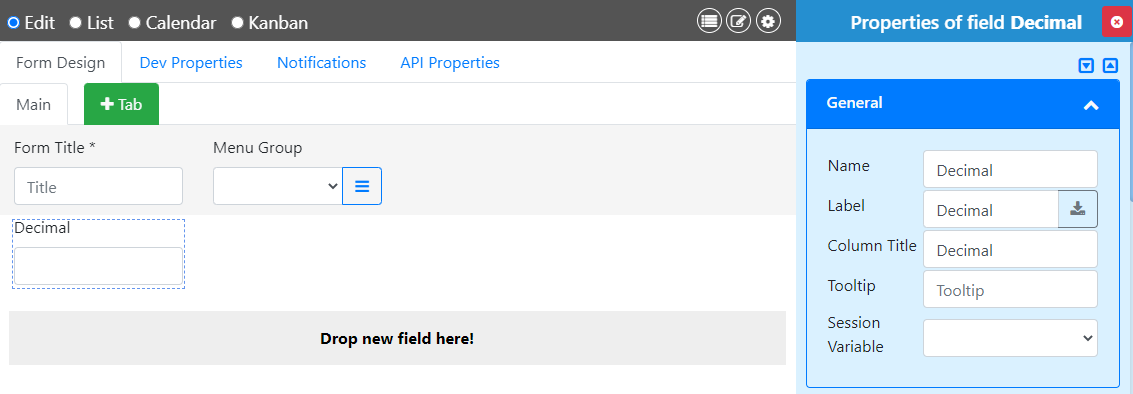 Edit List Calendar Kanban
Form Design Dev Properties Notifications API Properties
Main Tab
Form Title * Menu Group
Title
Decimal
Drop new field here!
Properties of field Decimal
General
Name Decimal
Label Decimal
Column Title Decimal
Tooltip Tooltip
Session
Variable